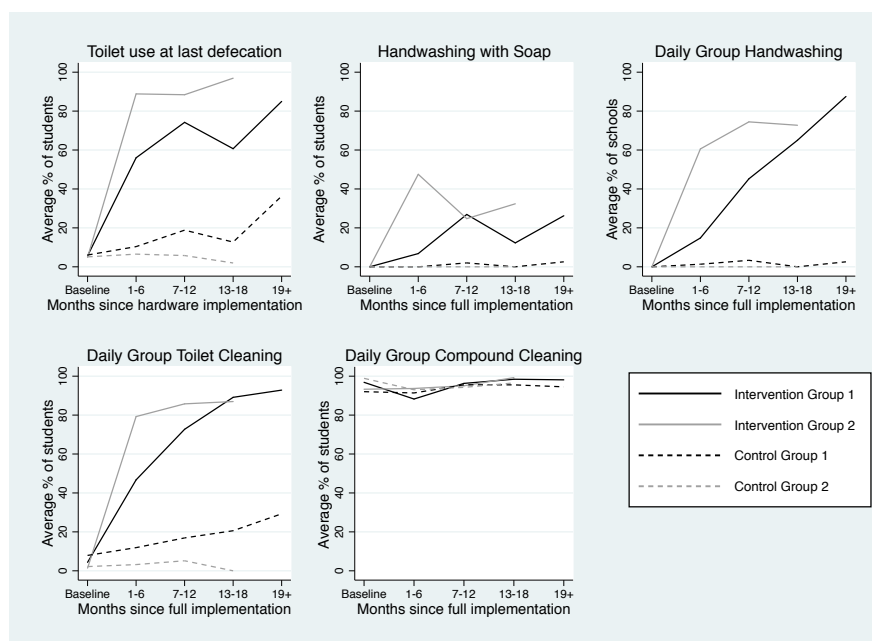 Toilet use at last defecation
Average % of students
0 20 40 60 80 100
Baseline 1-6 7-12 13-18 19+
Months since hardware implementation
Handwashing with Soap
Average % of students
0 20 40 60 80 100
Baseline 1-6 7-12 13-18 19+
Months since full implementation
Daily Group Handwashing
Average % of schools
0 20 40 60 80 100
Baseline 1-6 7-12 13-18 19+
Months since full implementation
Daily Group Toilet Cleaning
Average % of students
0 20 40 60 80 100
Baseline 1-6 7-12 13-18 19+
Months since full implementation
Daily Group Compound Cleaning
Average % of students
0 20 40 60 80 100
Baseline 1-6 7-12 13-18 19+
Months since full implementation
Intervention Group 1
Intervention Group 2
Control Group 1
Control Group 2